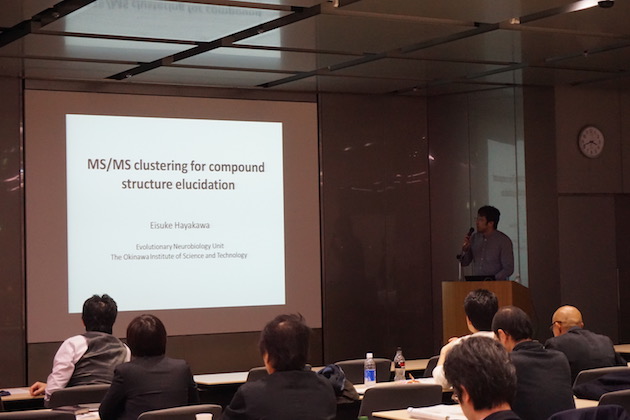 MS/MS clustering for compound
structure elucidation
Eisuke Hayakawa
Evolutionary Neurobiology Unit
The Okinawa Institute of Science and Technology